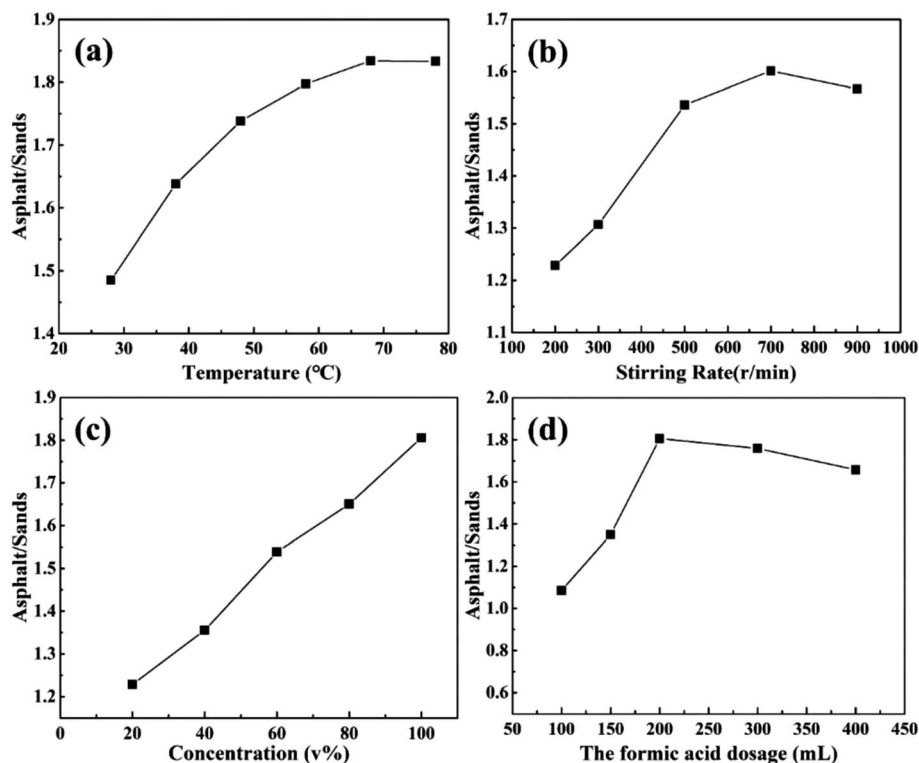 (a)
Asphalt/Sands
1.9
1.8
1.7
1.6
1.5
1.4
20 30 40 50 60 70 80
Temperature (℃)
(b)
Asphalt/Sands
1.7
1.6
1.5
1.4
1.3
1.2
1.1
100 200 300 400 500 600 700 800 900 1000
Stirring Rate(r/min)
(c)
Asphalt/Sands
1.9
1.8
1.7
1.6
1.5
1.4
1.3
1.2
0 20 40 60 80 100
Concentration (v%)
(d)
Asphalt/Sands
2.0
1.8
1.6
1.4
1.2
1.0
0.8
0.6
50 100 150 200 250 300 350 400 450
The formic acid dosage (mL)